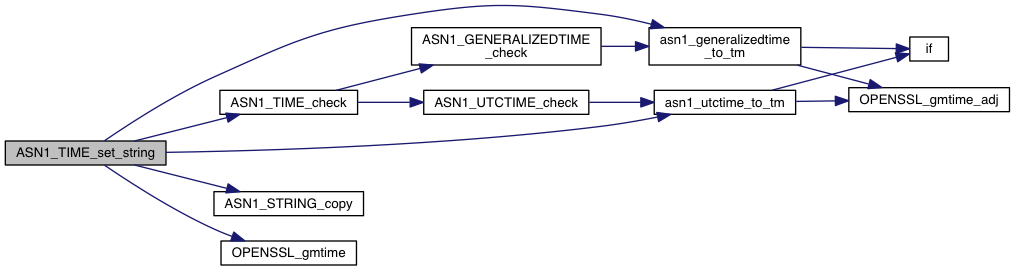 ASN1_GENERALIZEDTIME
_check
asn1_generalizedtime
_to_tm
if
ASN1_TIME_check
ASN1_UTCTIME_check
asn1_utctime_to_tm
OPENSSL_gmtime_adj
ASN1_TIME_set_string
ASN1_STRING_copy
OPENSSL_gmtime